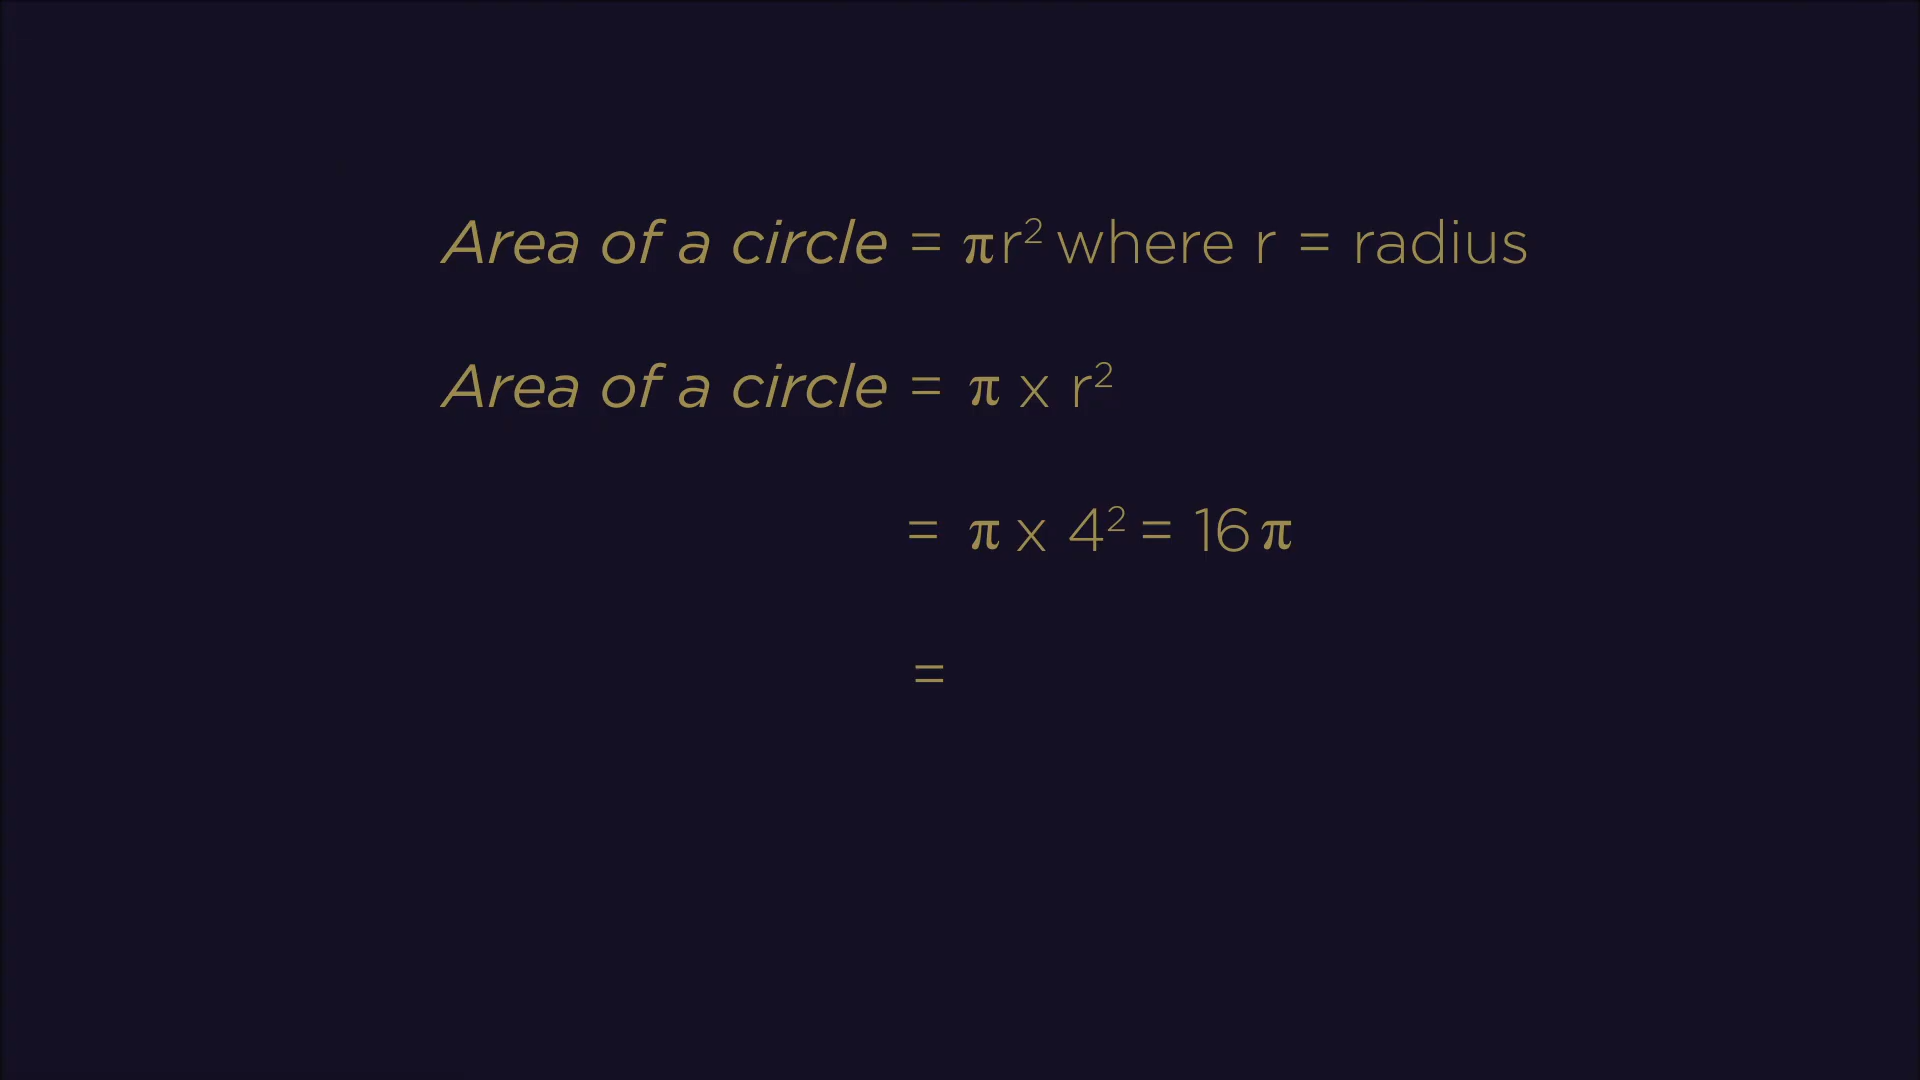 Area of a circle = πr² where r = radius
Area of a circle = π x r²
= π x 4² = 16π
=